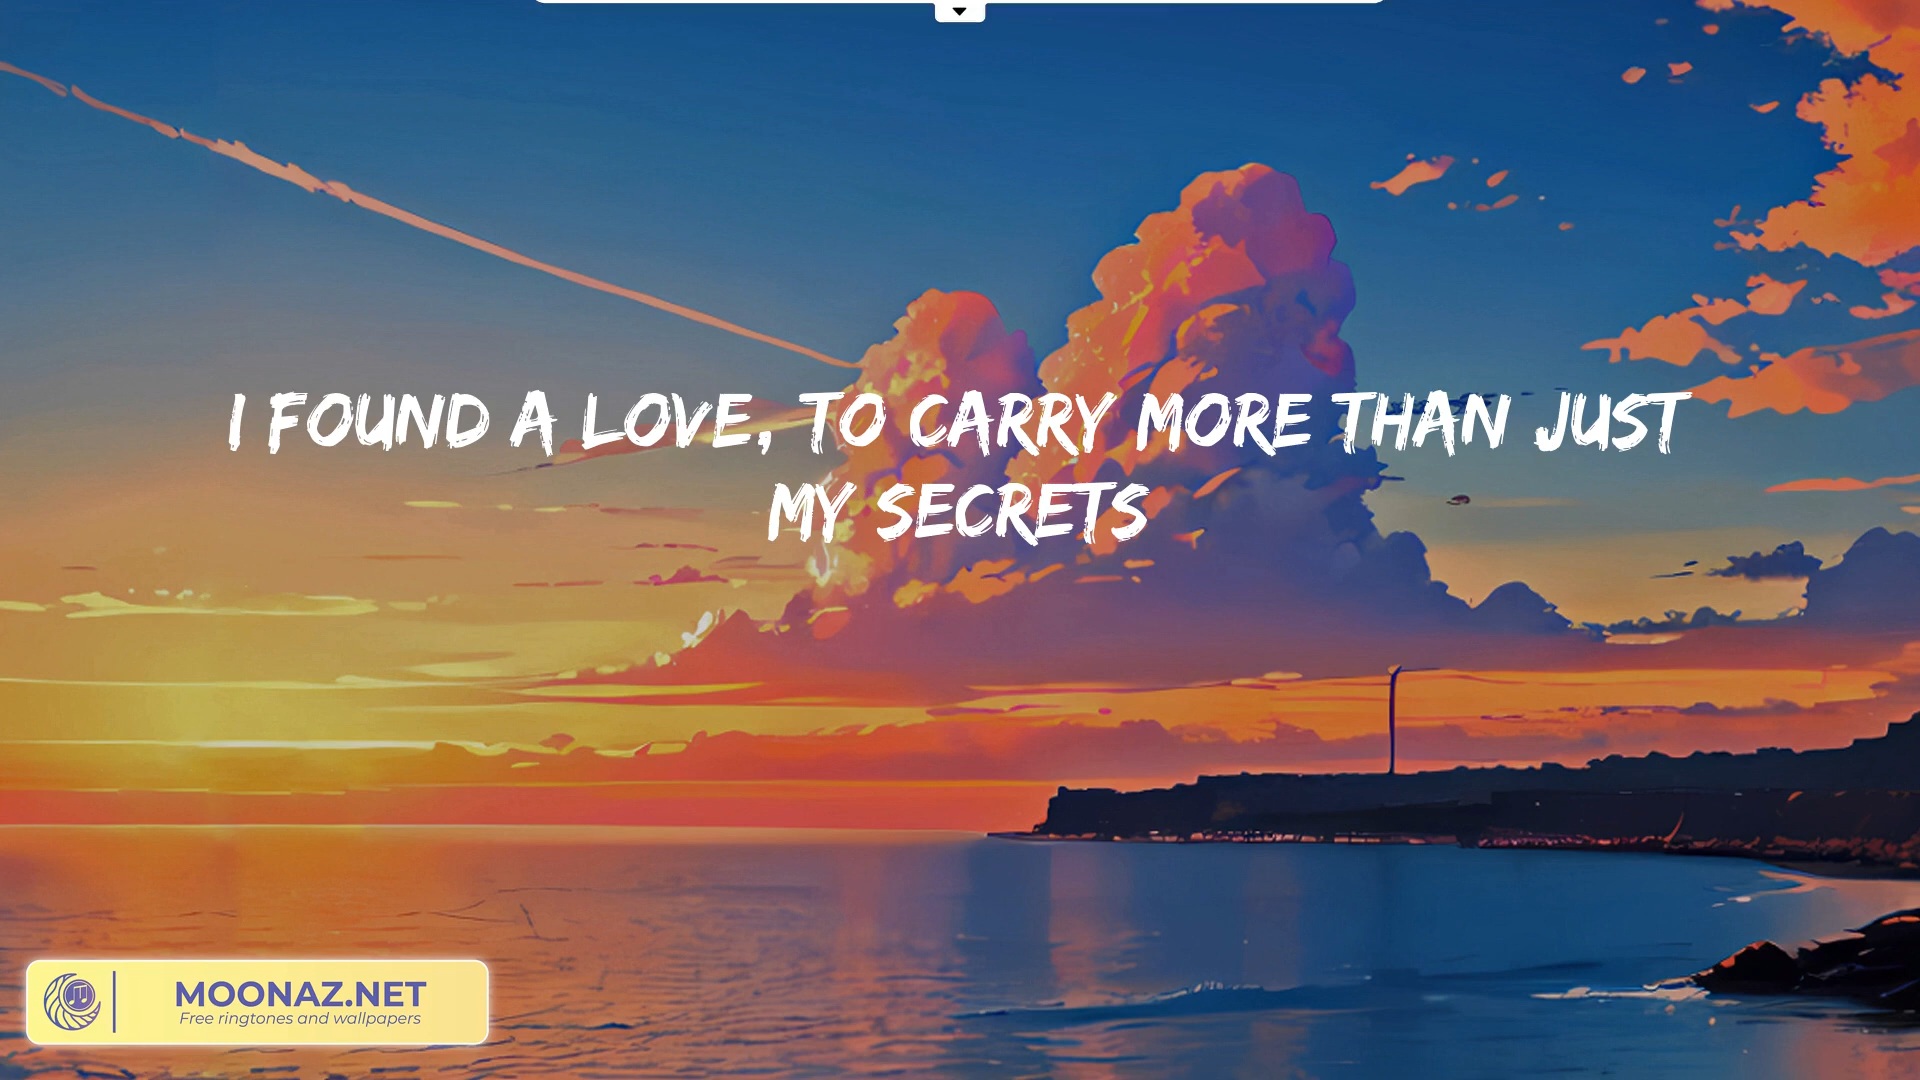 I FOUND A LOVE, TO CARRY MORE THAN JUST
MY SECRETS
MOONAZ.NET
Free ringtones and wallpapers